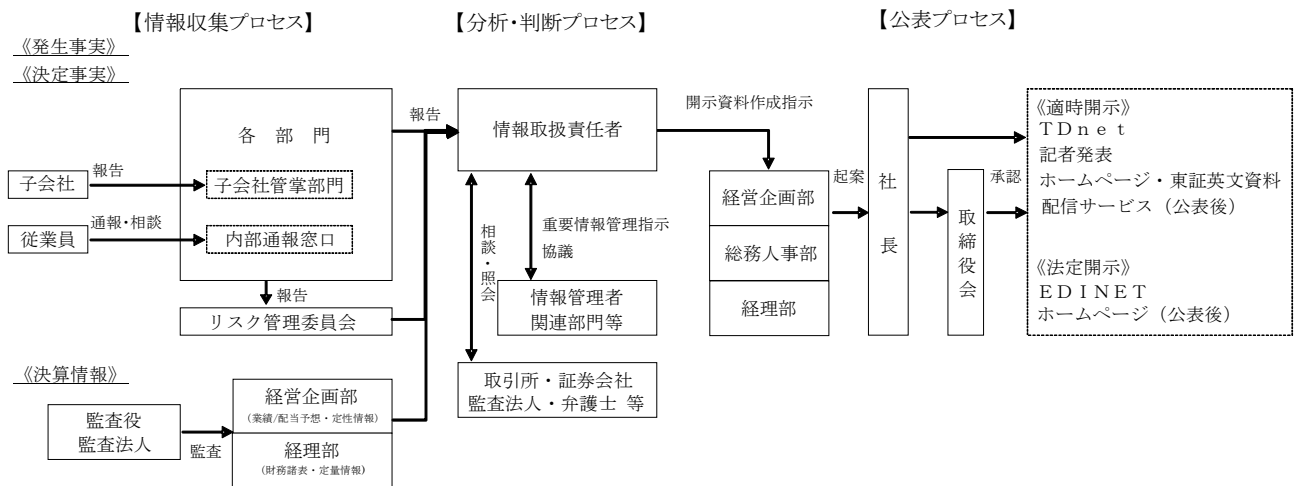 【情報収集プロセス】
【分析・判断プロセス】
【公表プロセス】
《発生事実》
《決定事実》
各 部 門
報告
情報取扱責任者
開示資料作成指示
子会社
報告
子会社管掌部門
従業員
通報・相談
内部通報窓口
報告
リスク管理委員会
相談・照会
重要情報管理指示
協議
情報管理者
関連部門等
取引所・証券会社
監査法人・弁護士 等
経営企画部
総務人事部
経理部
起案
社長
取締役会
承認
《適時開示》
TDnet
記者発表
ホームページ・東証英文資料
配信サービス（公表後）
《法定開示》
EDINET
ホームページ（公表後）
《決算情報》
監査役
監査法人
監査
経営企画部
(業績/配当予想・定性情報)
経理部
(財務諸表・定量情報)